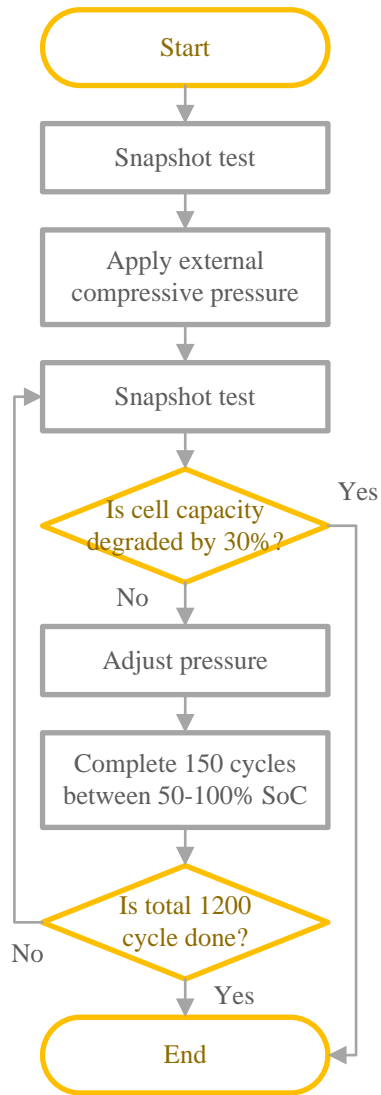 Start
Snapshot test
Apply external
compressive pressure
Snapshot test
Is cell capacity
degraded by 30%?
Yes
No
Adjust pressure
Complete 150 cycles
between 50-100% SoC
Is total 1200
cycle done?
No
Yes
End